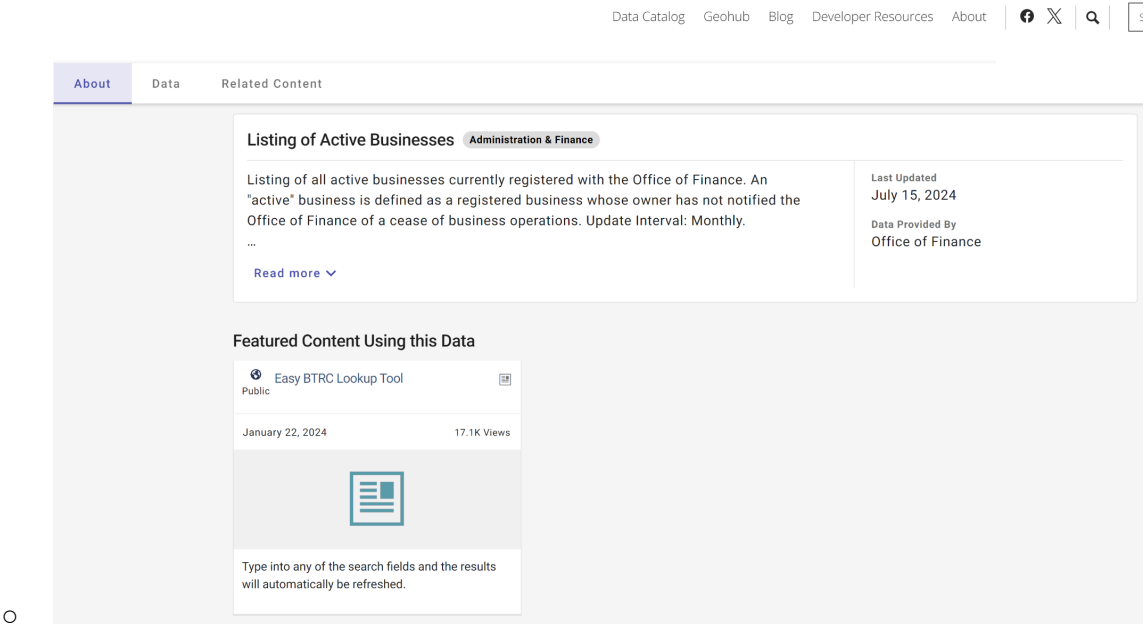 Data Catalog Geohub Blog Developer Resources About
About Data Related Content
Listing of Active Businesses Administration & Finance
Listing of all active businesses currently registered with the Office of Finance. An
"active" business is defined as a registered business whose owner has not notified the
Office of Finance of a cease of business operations. Update Interval: Monthly.
...
Read more
Last Updated
July 15, 2024
Data Provided By
Office of Finance
Featured Content Using this Data
Easy BTRC Lookup Tool
Public
January 22, 2024 17.1K Views
Type into any of the search fields and the results
will automatically be refreshed.